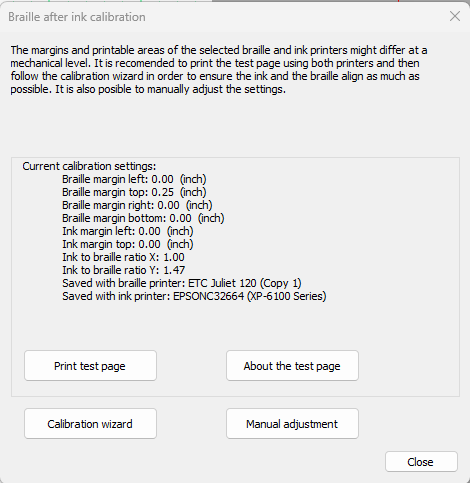 Braille after ink calibration
The margins and printable areas of the selected braille and ink printers might differ at a
mechanical level. It is recomended to print the test page using both printers and then
follow the calibration wizard in order to ensure the ink and the braille align as much as
possible. It is also posible to manually adjust the settings.
Current calibration settings:
Braille margin left: 0.00 (inch)
Braille margin top: 0.25 (inch)
Braille margin right: 0.00 (inch)
Braille margin bottom: 0.00 (inch)
Ink margin left: 0.00 (inch)
Ink margin top: 0.00 (inch)
Ink to braille ratio X: 1.00
Ink to braille ratio Y: 1.47
Saved with braille printer: ETC Juliet 120 (Copy 1)
Saved with ink printer: EPSONC32664 (XP-6100 Series)
Print test page
About the test page
Calibration wizard
Manual adjustment
Close